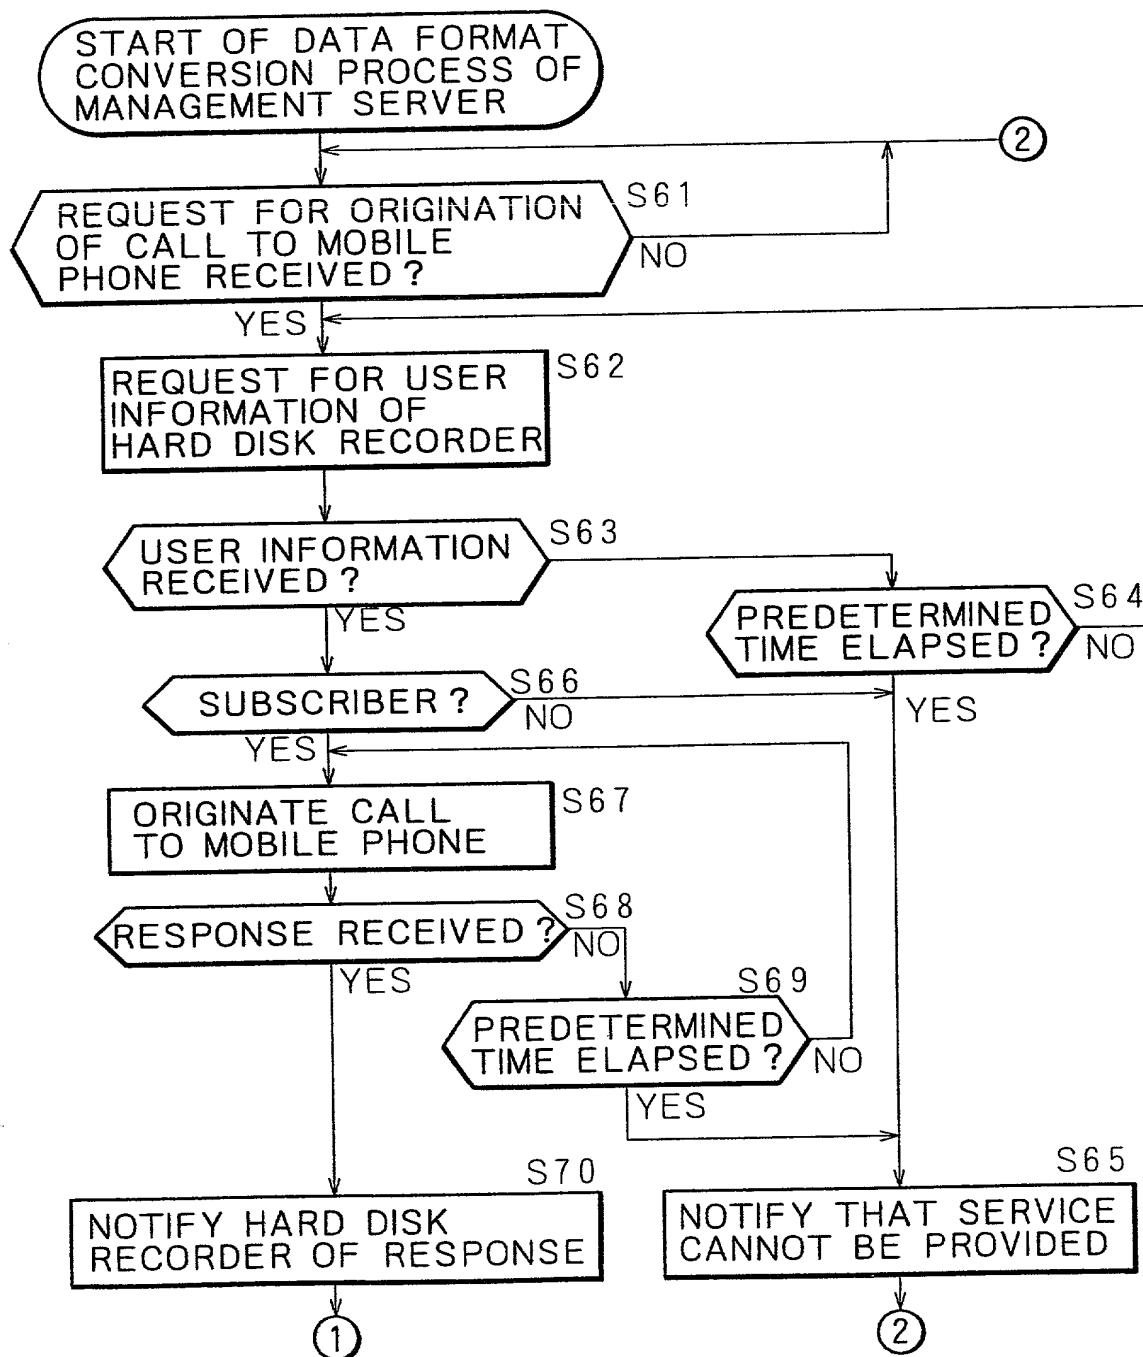 START OF DATA FORMAT
CONVERSION PROCESS OF
MANAGEMENT SERVER
2
S61
REQUEST FOR ORIGINATION
OF CALL TO MOBILE
PHONE RECEIVED?
NO
YES
S62
REQUEST FOR USER
INFORMATION OF
HARD DISK RECORDER
S63
USER INFORMATION
RECEIVED?
YES
S64
PREDETERMINED
TIME ELAPSED?
NO
YES
S66
SUBSCRIBER?
NO
YES
S67
ORIGINATE CALL
TO MOBILE PHONE
S68
RESPONSE RECEIVED?
NO
YES
S69
PREDETERMINED
TIME ELAPSED?
NO
YES
S70
NOTIFY HARD DISK
RECORDER OF RESPONSE
1
S65
NOTIFY THAT SERVICE
CANNOT BE PROVIDED
2